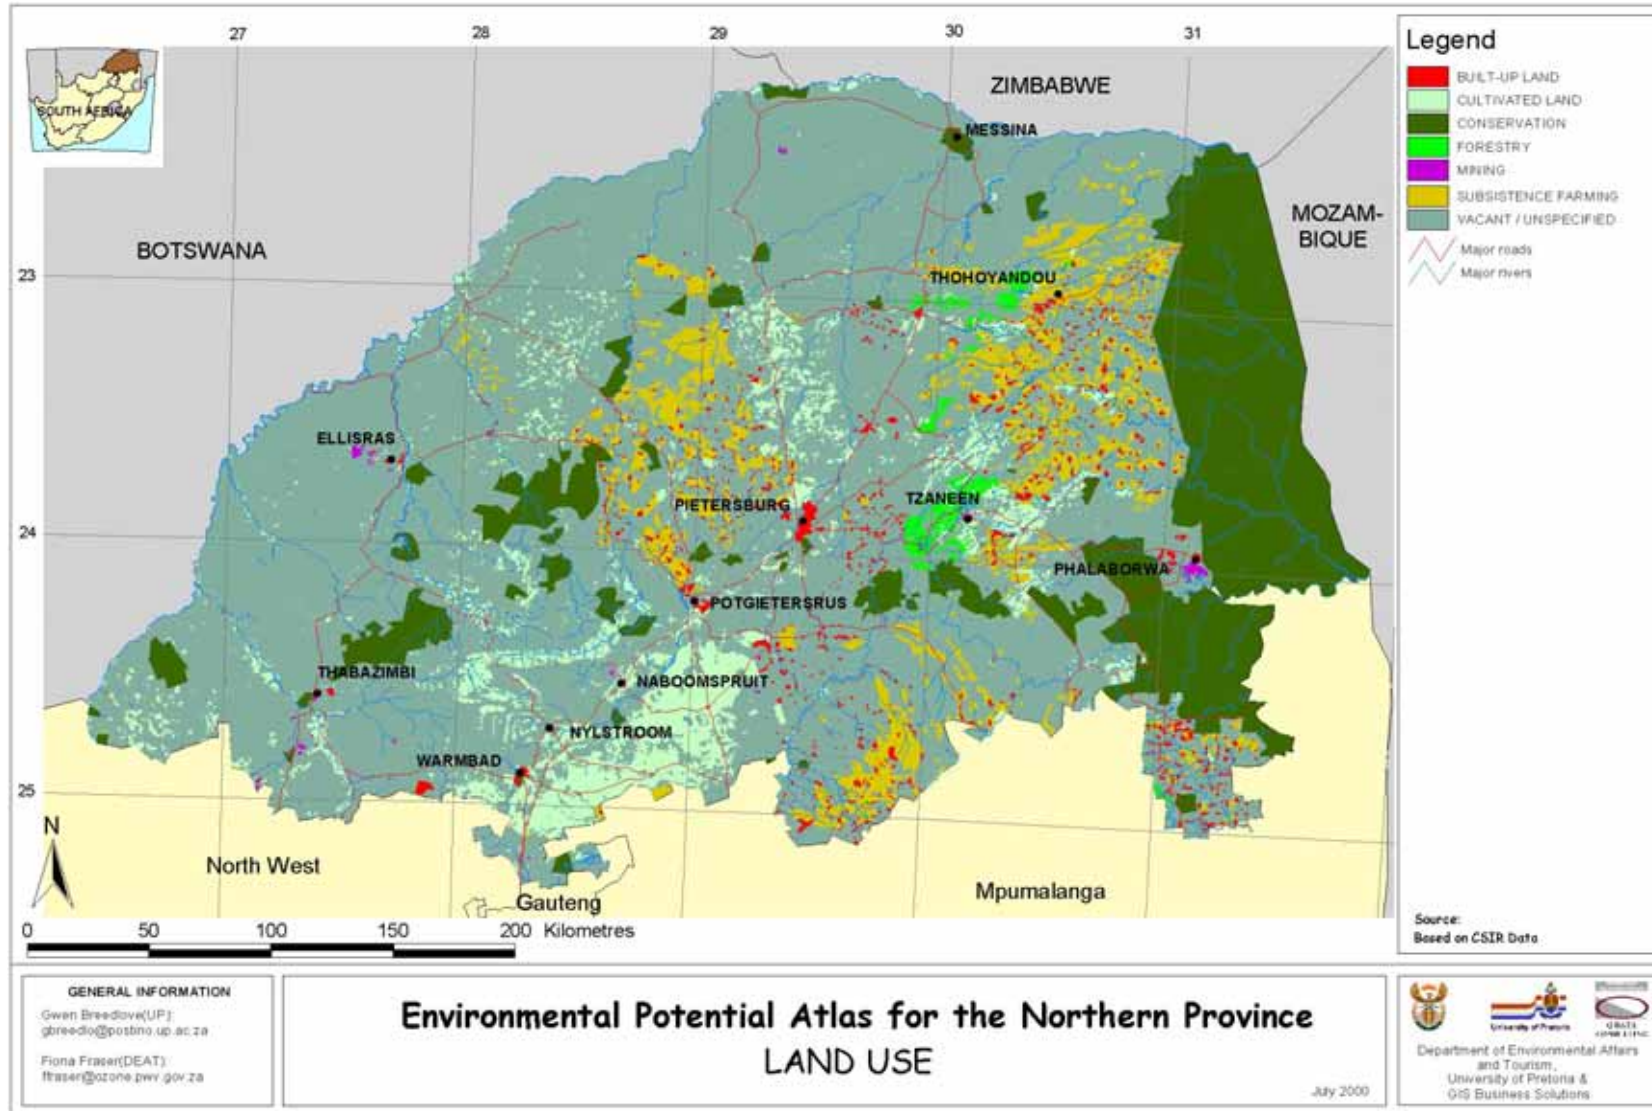 27
28
29
30
31
ZIMBABWE
SOUTH AFRICA
MESSINA
MOZAM-
BIQUE
BOTSWANA
23
THOHOYANDOU
ELLISRAS
PIETERSBURG
TZANEEN
24
PHALABORWA
POTGIETERSRUS
THABAZIMBI
NABOOMSPRUIT
NYLSTROOM
WARMBAD
25
N
North West
Gauteng
Mpumalanga
0 50 100 150 200 Kilometres
Legend
BUILT-UP LAND
CULTIVATED LAND
CONSERVATION
FORESTRY
MINING
SUBSISTENCE FARMING
VACANT / UNSPECIFIED
Major roads
Major rivers
Source:
Based on CSIR Data
GENERAL INFORMATION
Gwen Breedlove(UP):
gbreedlo@postino.up.ac.za
Fiona Fraser(DEAT)
ffraser@ozone.pwv.gov.za
Environmental Potential Atlas for the Northern Province
LAND USE
July 2000
University of Pretoria
Department of Environmental Affairs
and Tourism,
University of Pretoria &
GIS Business Solutions